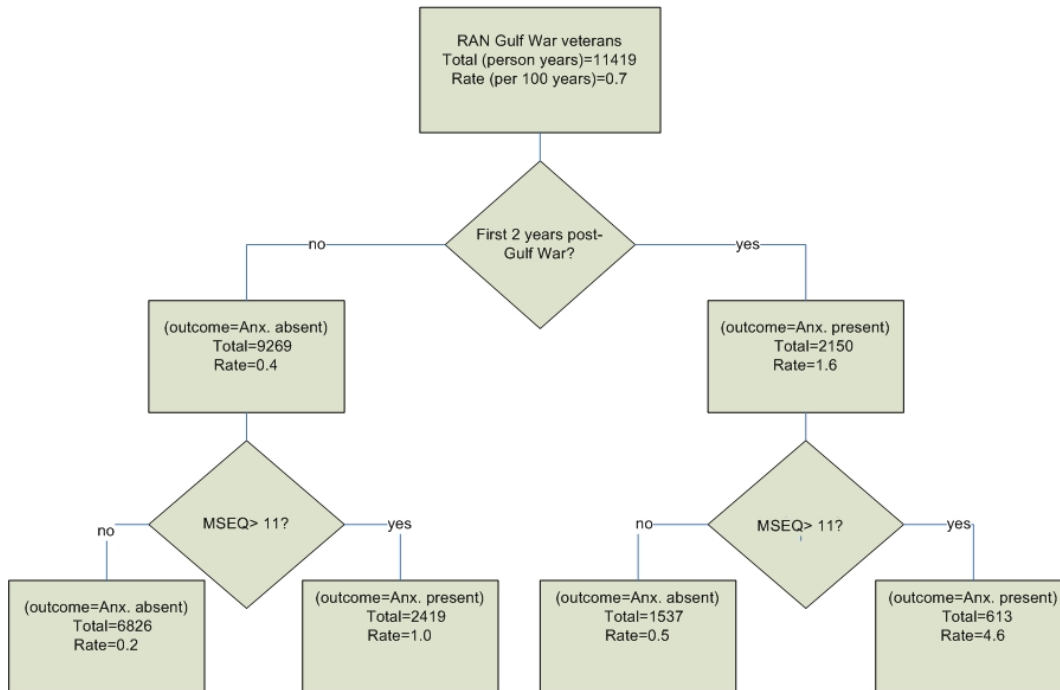 RAN Gulf War veterans
Total (person years)=11419
Rate (per 100 years)=0.7
First 2 years post-
Gulf War?
no
yes
(outcome=Anx. absent)
Total=9269
Rate=0.4
(outcome=Anx. present)
Total=2150
Rate=1.6
MSEQ> 11?
no
yes
MSEQ> 11?
no
yes
(outcome=Anx. absent)
Total=6826
Rate=0.2
(outcome=Anx. present)
Total=2419
Rate=1.0
(outcome=Anx. absent)
Total=1537
Rate=0.5
(outcome=Anx. present)
Total=613
Rate=4.6